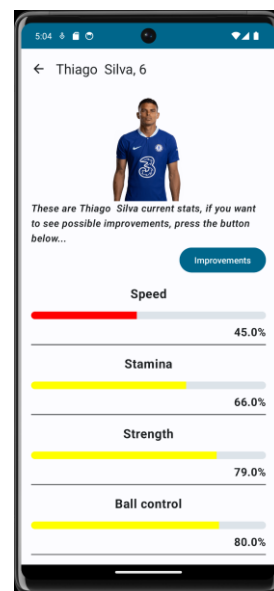 5:04
← Thiago Silva, 6
3
These are Thiago Silva current stats, if you want
to see possible improvements, press the button
below...
Improvements
Speed
45.0%
Stamina
66.0%
Strength
79.0%
Ball control
80.0%